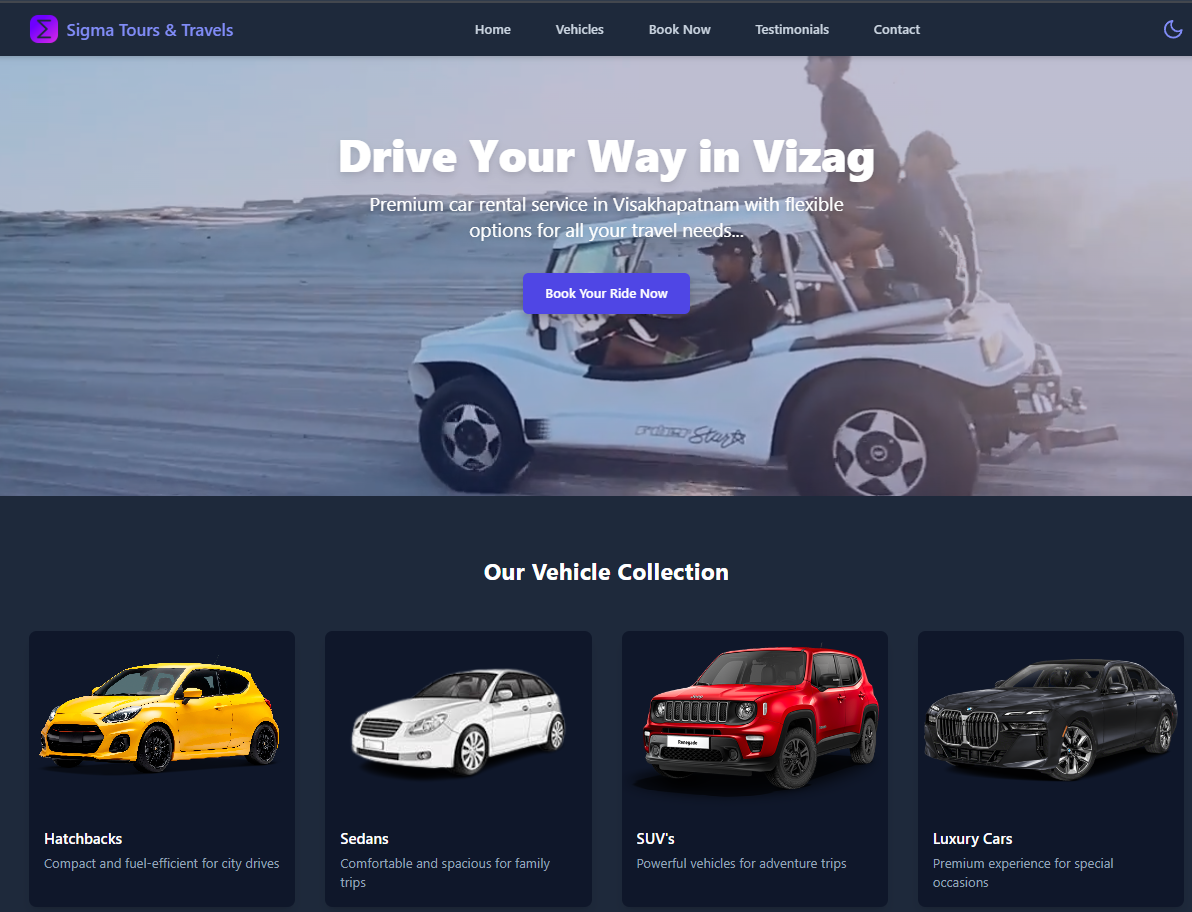 Σ Sigma Tours & Travels
Home Vehicles Book Now Testimonials Contact
Drive Your Way in Vizag
Premium car rental service in Visakhapatnam with flexible
options for all your travel needs...
Book Your Ride Now
rider Star
Our Vehicle Collection
Renegade
Hatchbacks
Compact and fuel-efficient for city drives
Sedans
Comfortable and spacious for family
trips
SUV's
Powerful vehicles for adventure trips
Luxury Cars
Premium experience for special
occasions